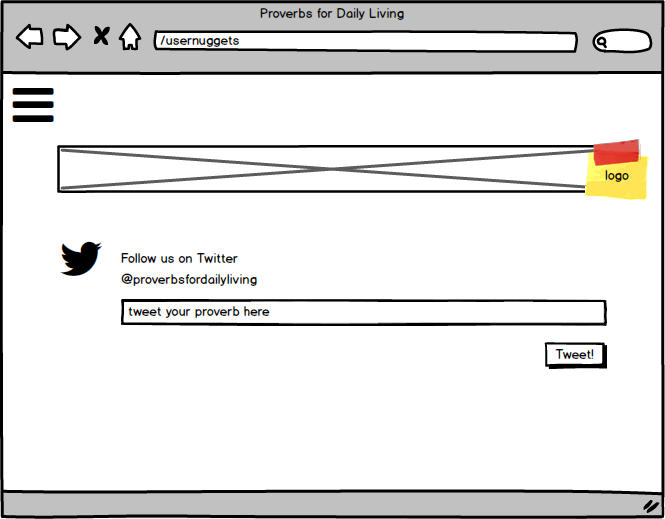 Proverbs for Daily Living
/usernuggets
logo
Follow us on Twitter
@proverbsfordailyliving
tweet your proverb here
Tweet!